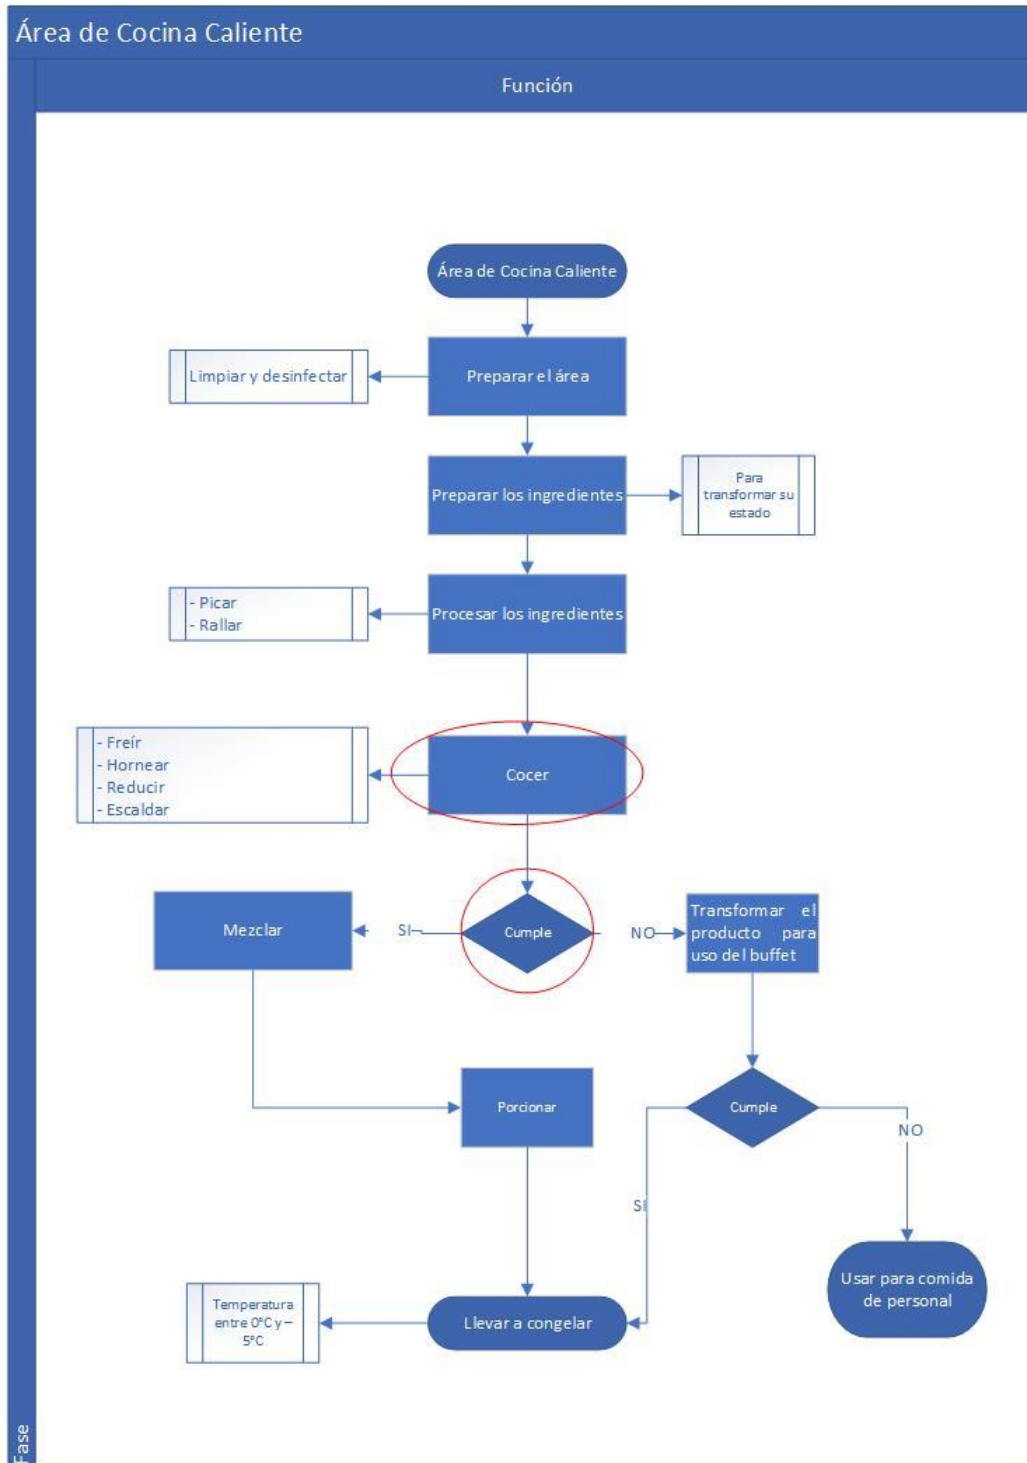 Área de Cocina Caliente
Función
Área de Cocina Caliente
Limpiar y desinfectar
Preparar el área
Preparar los ingredientes
Para
transformar su
estado
- Picar
- Rallar
Procesar los ingredientes
- Freír
- Hornear
- Reducir
- Escaldar
Cocer
Mezclar
SI
Cumple
NO
Transformar el
producto para
uso del buffet
Porcionar
Cumple
NO
SI
Usar para comida
de personal
Temperatura
entre 0°C y –
5°C
Llevar a congelar
Fase